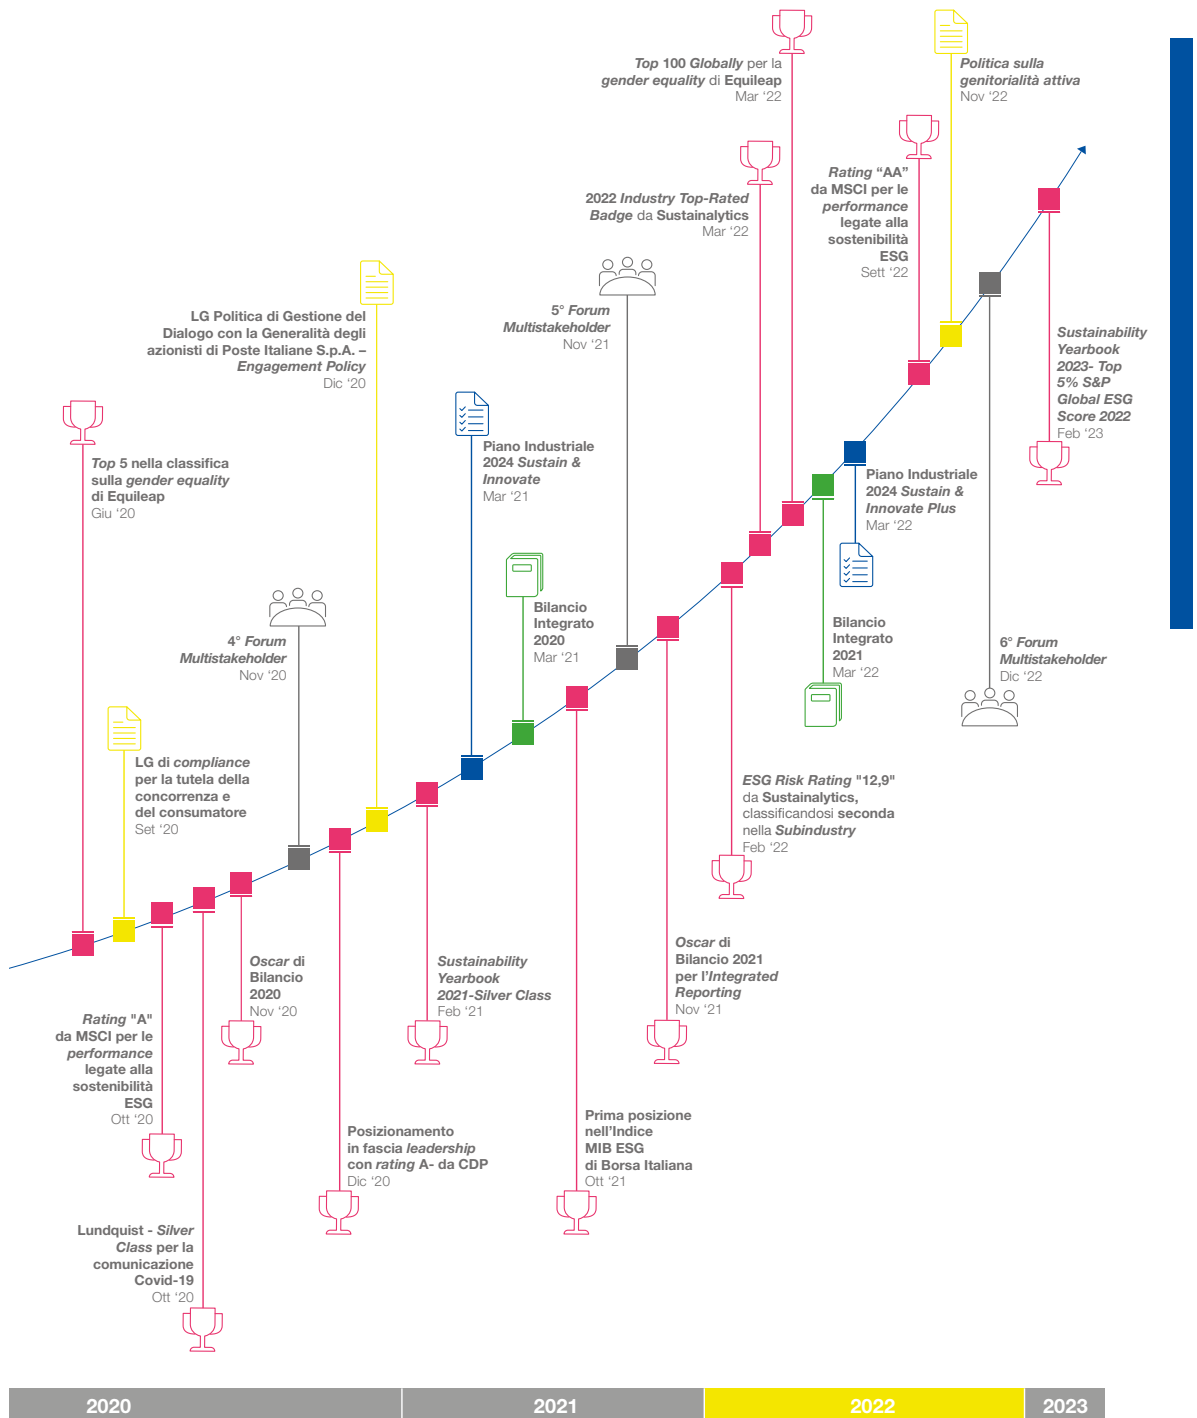 Top 100 Globally per la
gender equality di Equileap
Mar ‘22
Politica sulla
genitorialità attiva
Nov ‘22
2022 Industry Top-Rated
Badge da Sustainalytics
Mar ‘22
Rating “AA”
da MSCI per le
performance
legate alla
sostenibilità
ESG
Sett ‘22
LG Politica di Gestione del
Dialogo con la Generalità degli
azionisti di Poste Italiane S.p.A. –
Engagement Policy
Dic ‘20
5° Forum
Multistakeholder
Nov ‘21
Sustainability
Yearbook
2023- Top
5% S&P
Global ESG
Score 2022
Feb ‘23
Top 5 nella classifica
sulla gender equality
di Equileap
Giu ‘20
Piano Industriale
2024 Sustain &
Innovate
Mar ‘21
Piano Industriale
2024 Sustain &
Innovate Plus
Mar ‘22
4° Forum
Multistakeholder
Nov ‘20
Bilancio
Integrato
2020
Mar ‘21
Bilancio
Integrato
2021
Mar ‘22
6° Forum
Multistakeholder
Dic ‘22
LG di compliance
per la tutela della
concorrenza e
del consumatore
Set ‘20
ESG Risk Rating "12,9"
da Sustainalytics,
classificandosi seconda
nella Subindustry
Feb ‘22
Oscar di
Bilancio
2020
Nov ‘20
Sustainability
Yearbook
2021-Silver Class
Feb ‘21
Oscar di
Bilancio 2021
per l’Integrated
Reporting
Nov ‘21
Rating "A"
da MSCI per le
performance
legate alla
sostenibilità
ESG
Ott ‘20
Posizionamento
in fascia leadership
con rating A- da CDP
Dic ‘20
Prima posizione
nell’Indice
MIB ESG
di Borsa Italiana
Ott ‘21
Lundquist - Silver
Class per la
comunicazione
Covid-19
Ott ‘20
2020
2021
2022
2023